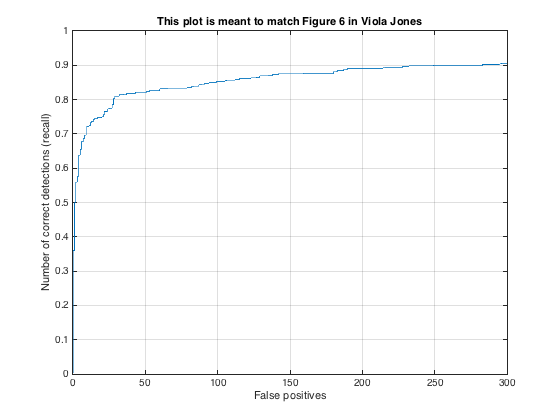 This plot is meant to match Figure 6 in Viola Jones
1
0.9
0.8
0.7
0.6
0.5
0.4
0.3
0.2
0.1
0
Number of correct detections (recall)
0 50 100 150 200 250 300
False positives